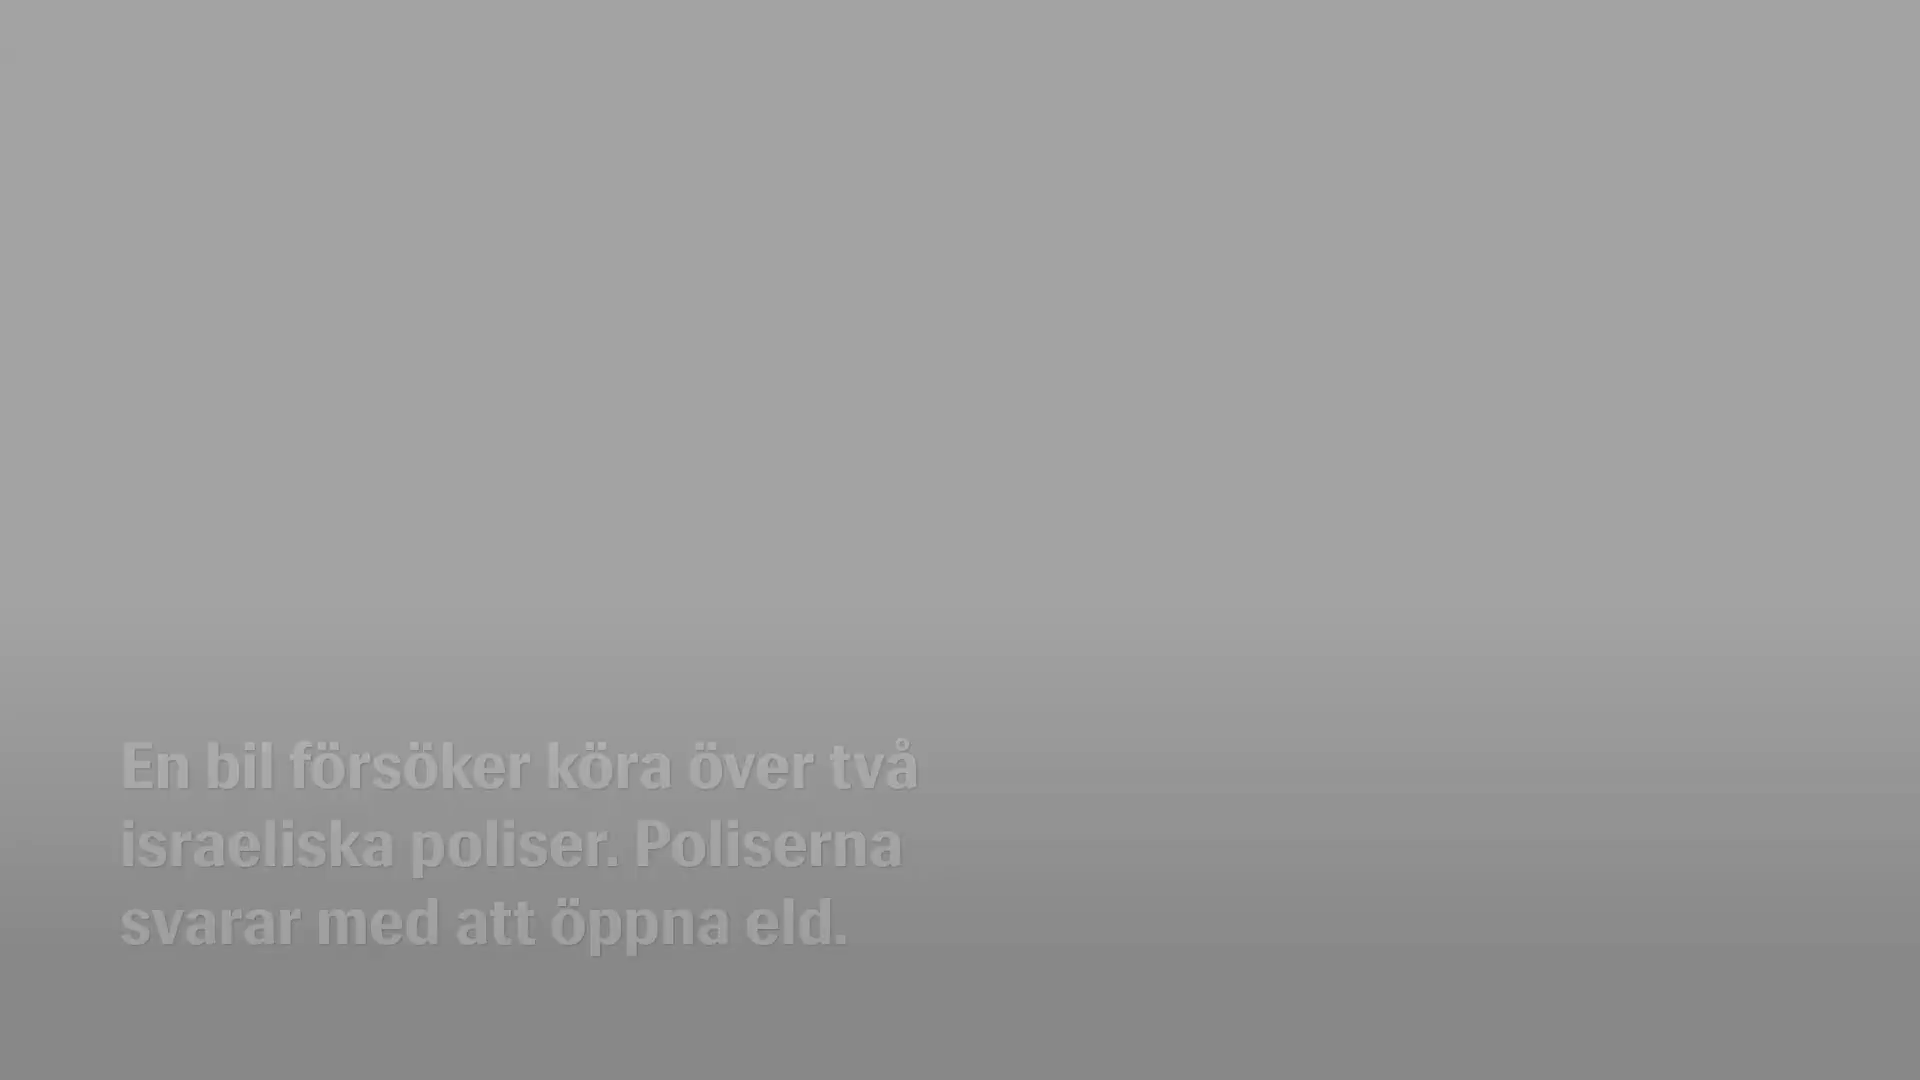 En bil försöker köra över två
israeliska poliser. Poliserna
svarar med att öppna eld.